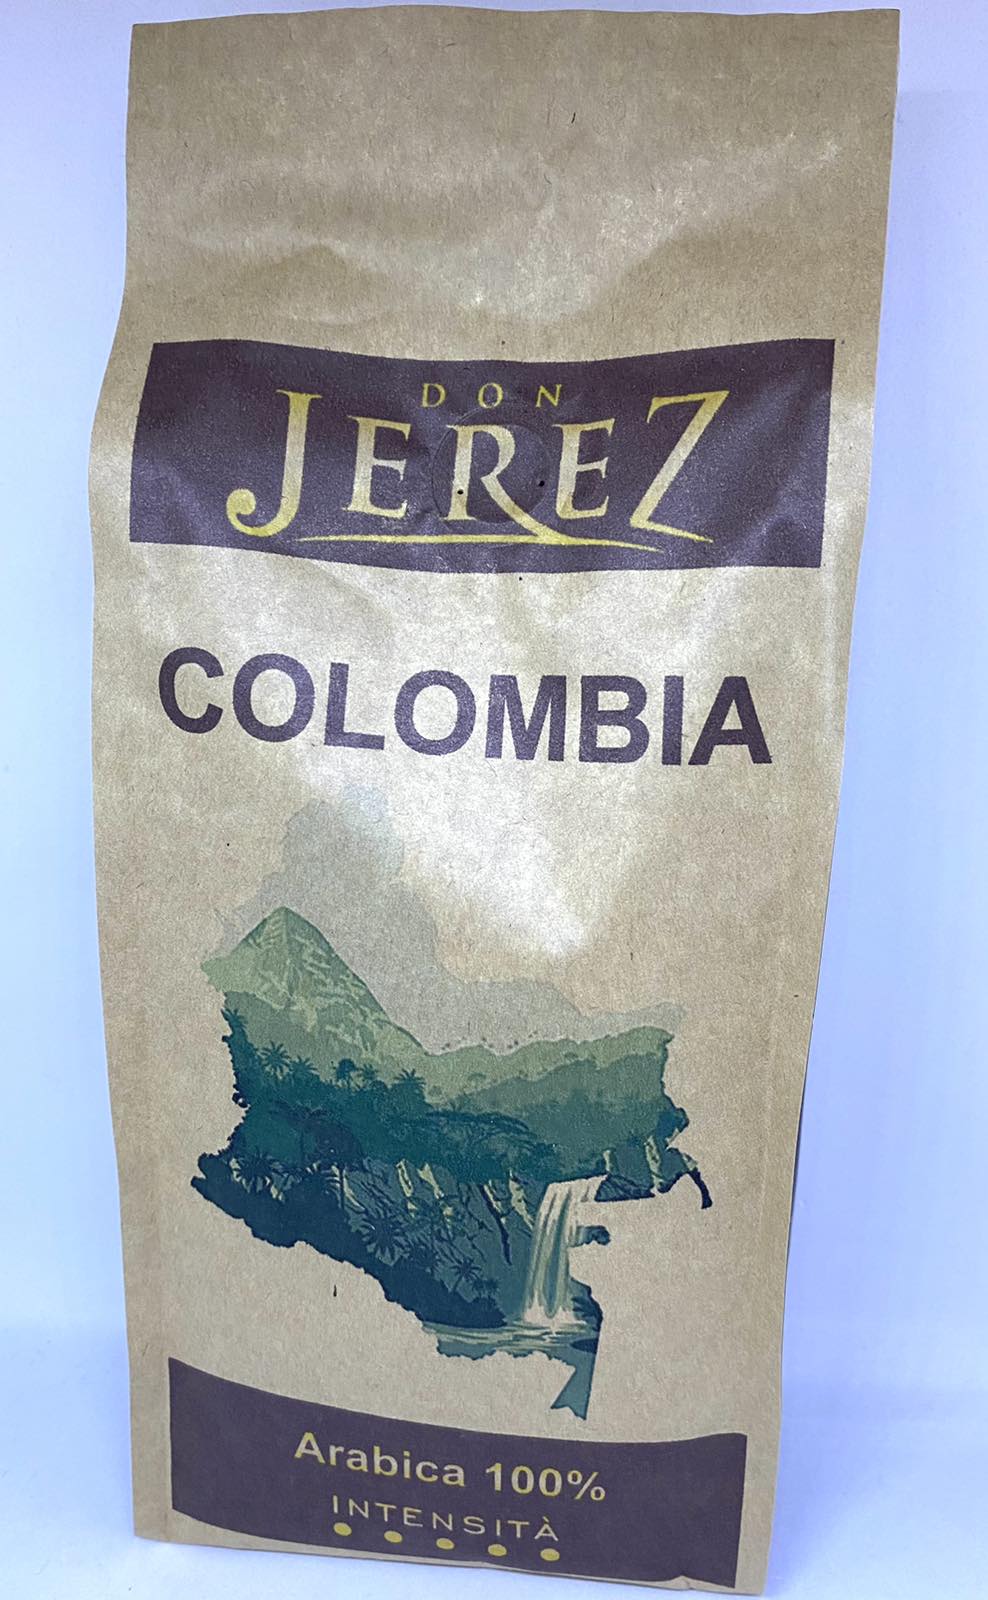 DON
JEREZ
COLOMBIA
Arabica 100%
INTENSITÀ